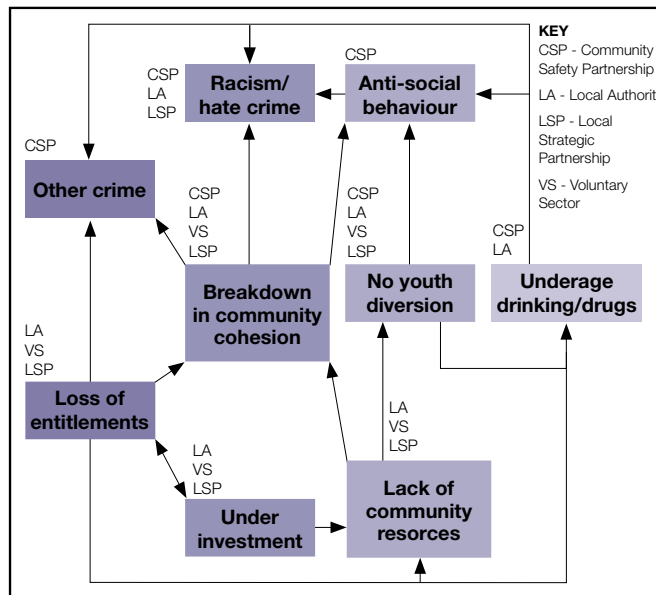 KEY
CSP - Community
Safety Partnership
LA - Local Authorit
LSP - Local
Strategic
Partnership
VS - Voluntary
Sector
CSP
LA
LSP
Racism/
hate crime
CSP
Anti-social
behaviour
CSP
Other crime
CSP
LA
VS
LSP
Breakdown
in community
cohesion
CSP
LA
VS
LSP
No youth
diversion
CSP
LA
Underage
drinking/drugs
LA
VS
LSP
Loss of
entitlements
LA
VS
LSP
Under
investment
LA
VS
LSP
Lack of
community
resorces